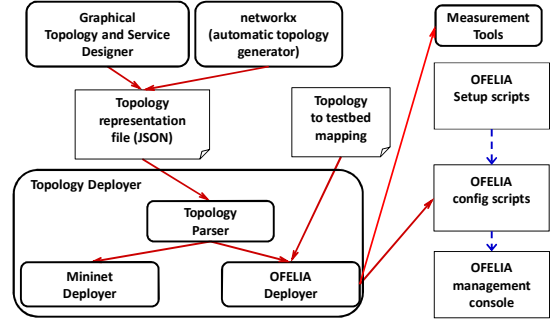 Graphical
Topology and Service
Designer
networkx
(automatic topology
generator)
Measurement
Tools
Topology
representation
file (JSON)
Topology
to testbed
mapping
OFELIA
Setup scripts
Topology Deployer
Topology
Parser
OFELIA
config scripts
Mininet
Deployer
OFELIA
Deployer
OFELIA
management
console